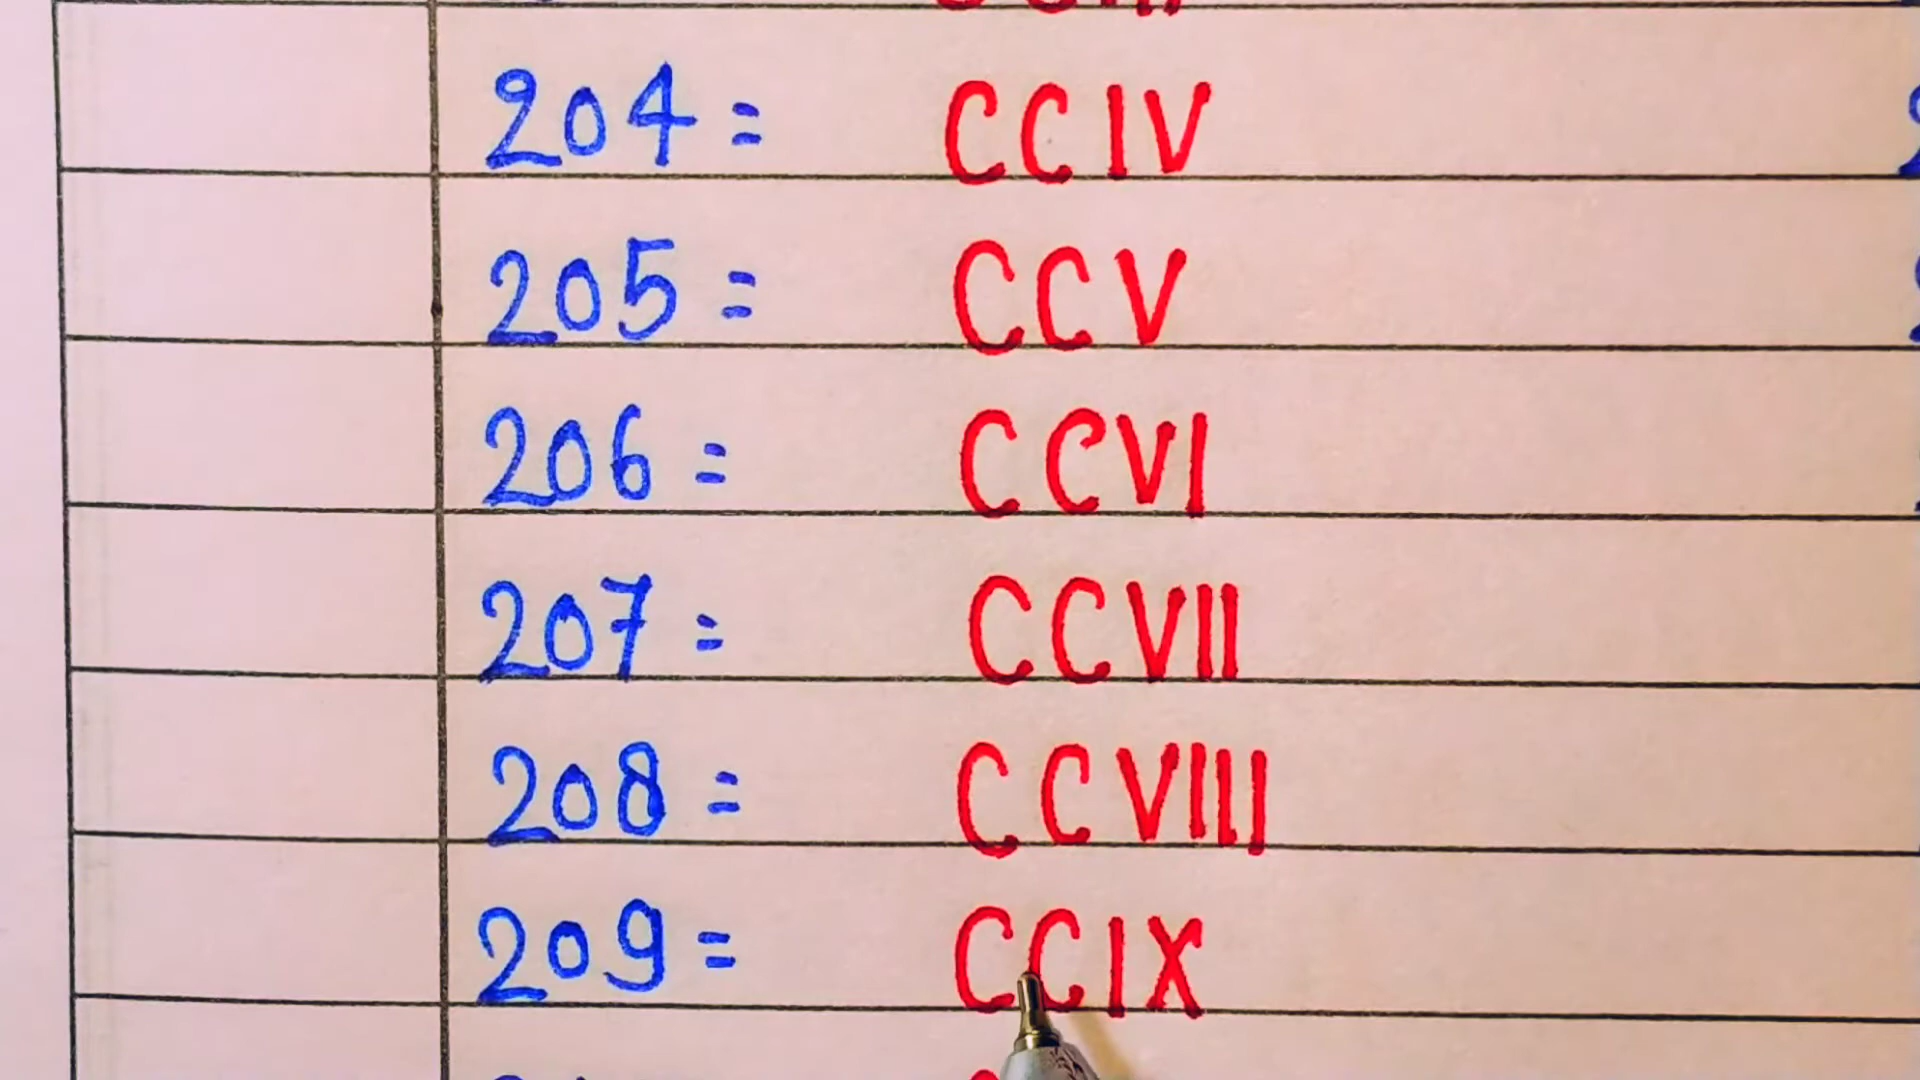 204 = CCIV
205 = CCV
206 = CCVI
207 = CCVII
208 = CCVIII
209 = CCIX